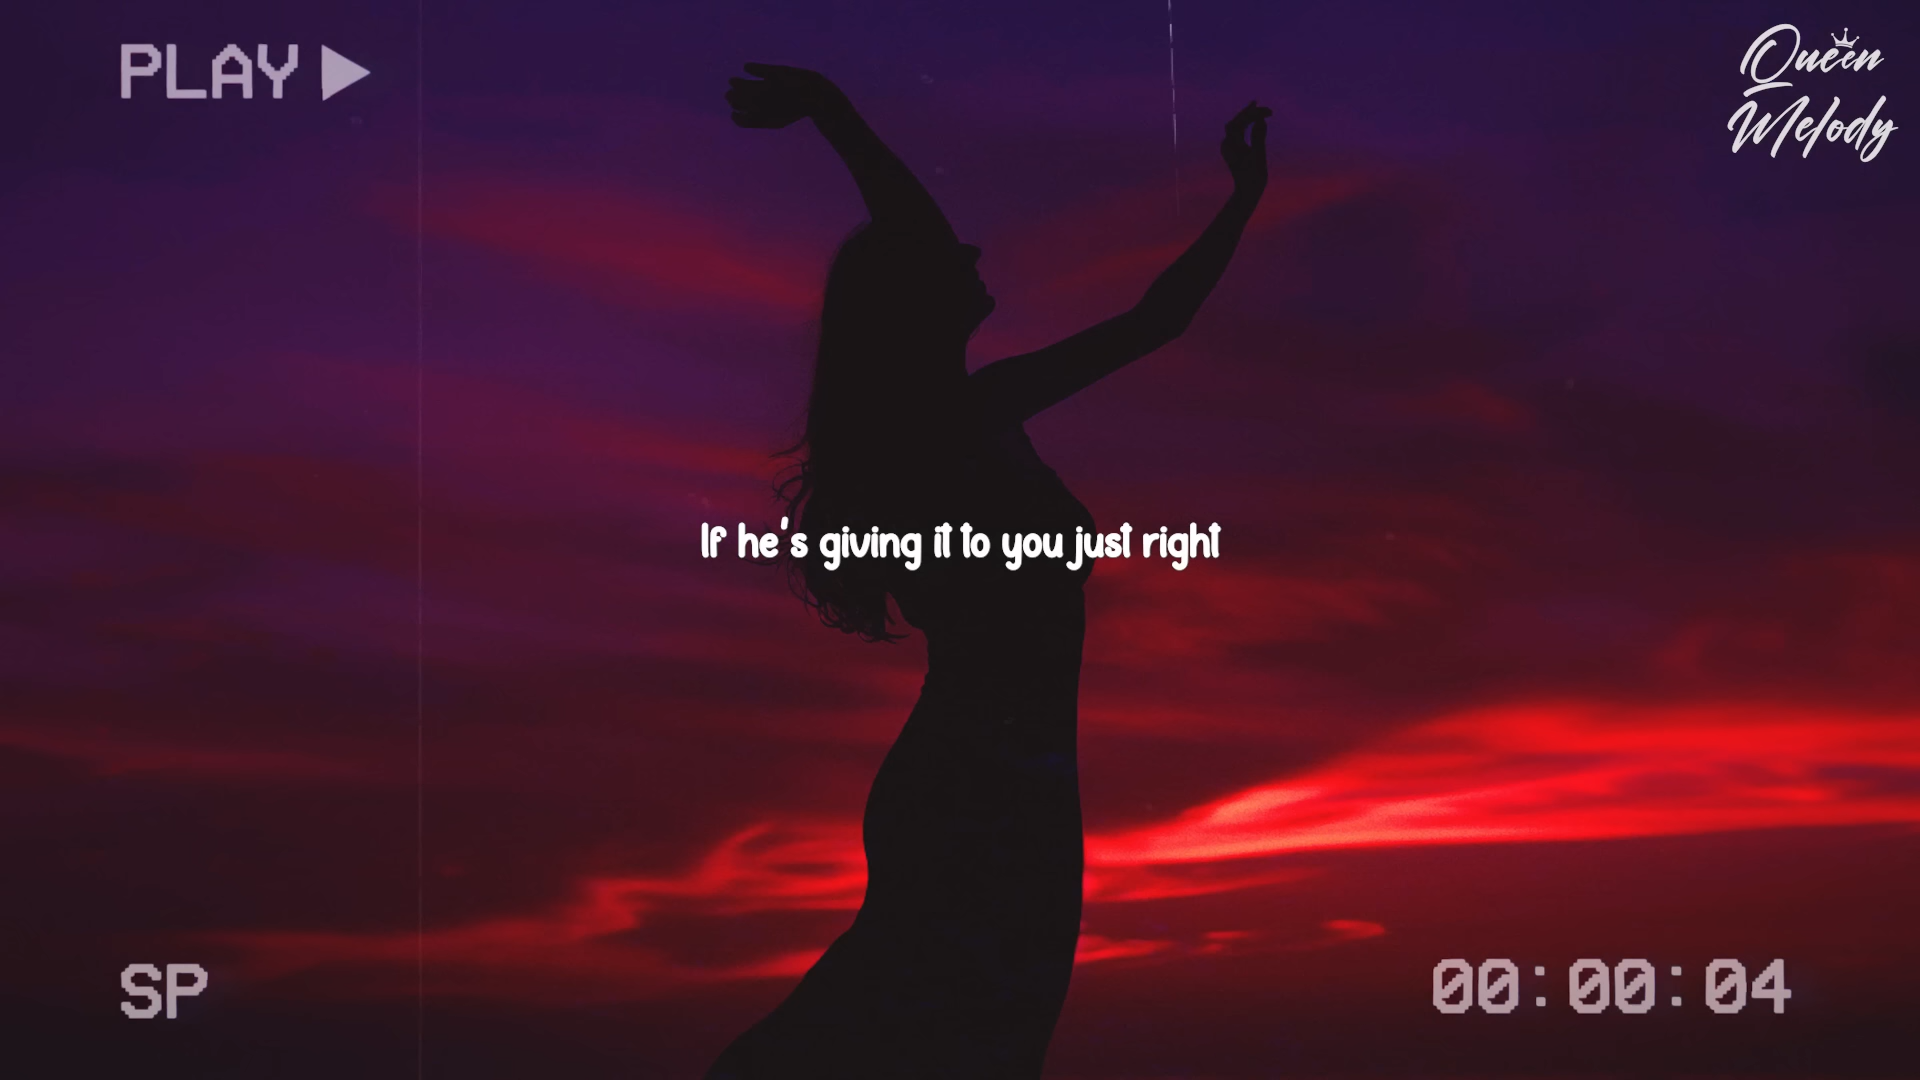 PLAY
Queen
Melody
If he's giving it to you just right
SP
00:00:04